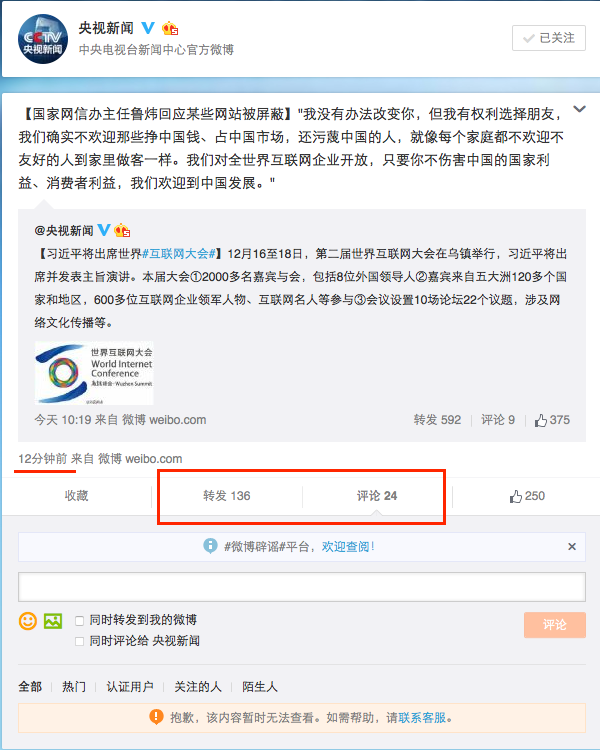 CCTV
央视新闻
央视新闻
中央电视台新闻中心官方微博
已关注
【国家网信办主任鲁炜回应某些网站被屏蔽】"我没有办法改变你，但我有权利选择朋友，
我们确实不欢迎那些挣中国钱、占中国市场，还污蔑中国的人，就像每个家庭都不欢迎不
友好的人到家里做客一样。我们对全世界互联网企业开放，只要你不伤害中国的国家利
益、消费者利益，我们欢迎到中国发展。"
@央视新闻
【习近平将出席世界#互联网大会#】12月16至18日，第二届世界互联网大会在乌镇举行，习近平将出
席并发表主旨演讲。本届大会①2000多名嘉宾与会，包括8位外国领导人②嘉宾来自五大洲120多个国
家和地区，600多位互联网企业领军人物、互联网名人等参与③会议设置10场论坛22个议题，涉及网
络文化传播等。
世界互联网大会
World Internet
Conference
乌镇峰会·Wuzhen Summit
今天 10:19 来自 微博 weibo.com 转发 592 评论 9 375
12分钟前 来自 微博 weibo.com
收藏 转发 136 评论 24 250
#微博辟谣#平台，欢迎查阅！ ×
同时转发到我的微博 评论
同时评论给 央视新闻
全部 热门 认证用户 关注的人 陌生人
抱歉，该内容暂时无法查看。如需帮助，请联系客服。